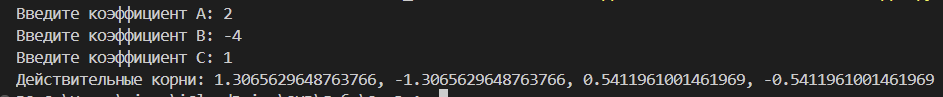 Введите коэффициент A: 2
Введите коэффициент B: -4
Введите коэффициент C: 1
Действительные корни: 1.3065629648763766, -1.3065629648763766, 0.5411961001461969, -0.5411961001461969